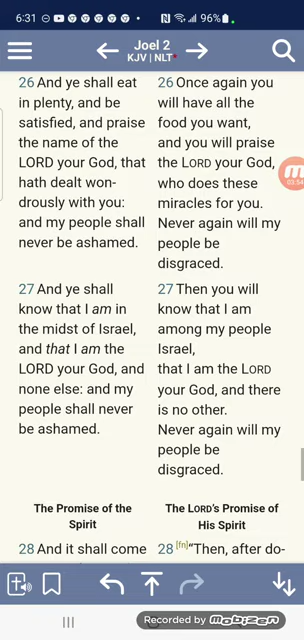 6:31
96%
Joel 2
KJV | NLT*
26 And ye shall eat
in plenty, and be
satisfied, and praise
the name of the
LORD your God, that
hath dealt won-
drously with you:
and my people shall
never be ashamed.
27 And ye shall
know that I am in
the midst of Israel,
and that I am the
LORD your God, and
none else: and my
people shall never
be ashamed.
The Promise of the
Spirit
28 And it shall come
26 Once again you
will have all the
food you want,
and you will praise
the LORD your God,
who does these
miracles for you.
Never again will my
people be
disgraced.
27 Then you will
know that I am
among my people
Israel,
that I am the LORD
your God, and there
is no other.
Never again will my
people be
disgraced.
The LORD's Promise of
His Spirit
28 [fn]“Then, after do-
Recorded by mobizen